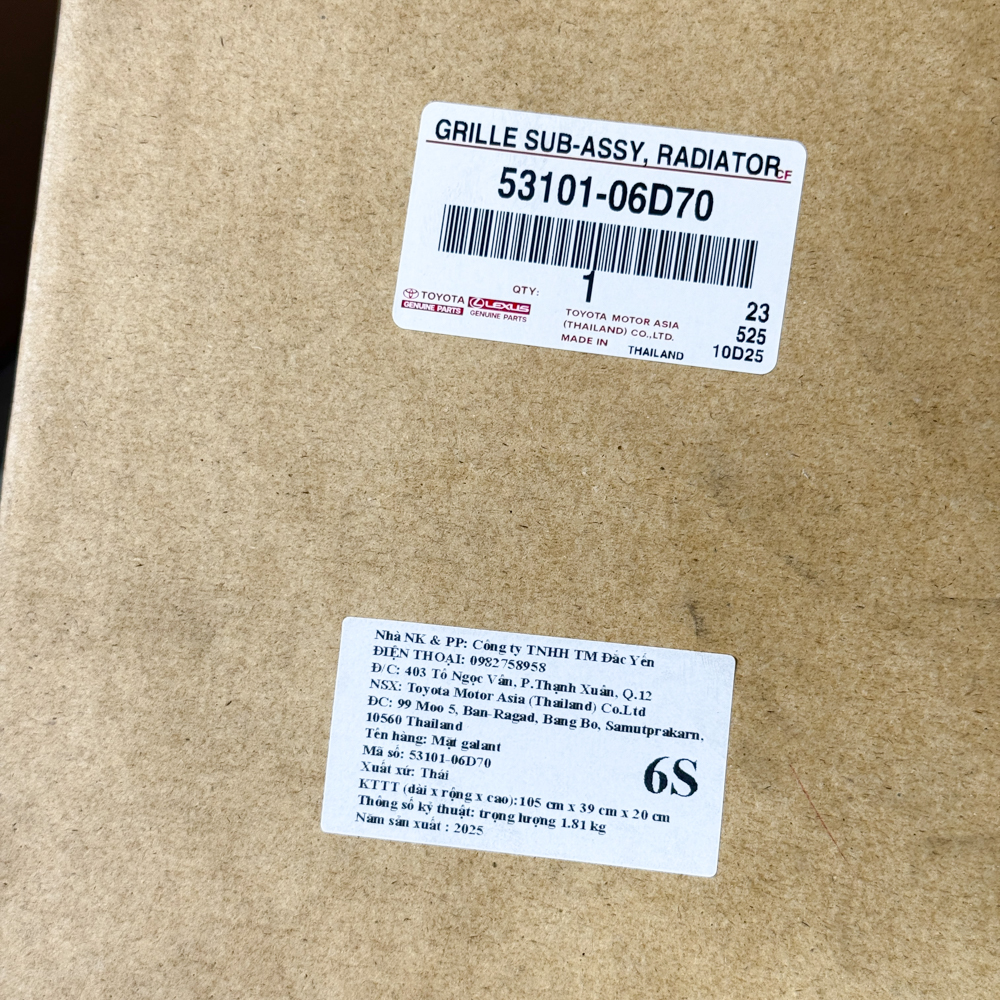 GRILLE SUB-ASSY, RADIATOR CF
53101-06D70
QTY: 1
TOYOTA
GENUINE PARTS
LEXUS
GENUINE PARTS
TOYOTA MOTOR ASIA
(THAILAND) CO.,LTD.
MADE IN THAILAND
23
525
10D25
Nhà NK & PP: Công ty TNHH TM Đắc Yến
ĐIỆN THOẠI: 0982758958
Đ/C: 403 Tô Ngọc Vân, P.Thạnh Xuân, Q.12
NSX: Toyota Motor Asia (Thailand) Co.Ltd
ĐC: 99 Moo 5, Ban-Ragad, Bang Bo, Samutprakarn,
10560 Thailand
Tên hàng: Mặt galant
Mã số: 53101-06D70
Xuất xứ: Thái
KTTT (dài x rộng x cao):105 cm x 39 cm x 20 cm
Thông số kỹ thuật: trọng lượng 1.81 kg
Năm sản xuất : 2025
6S